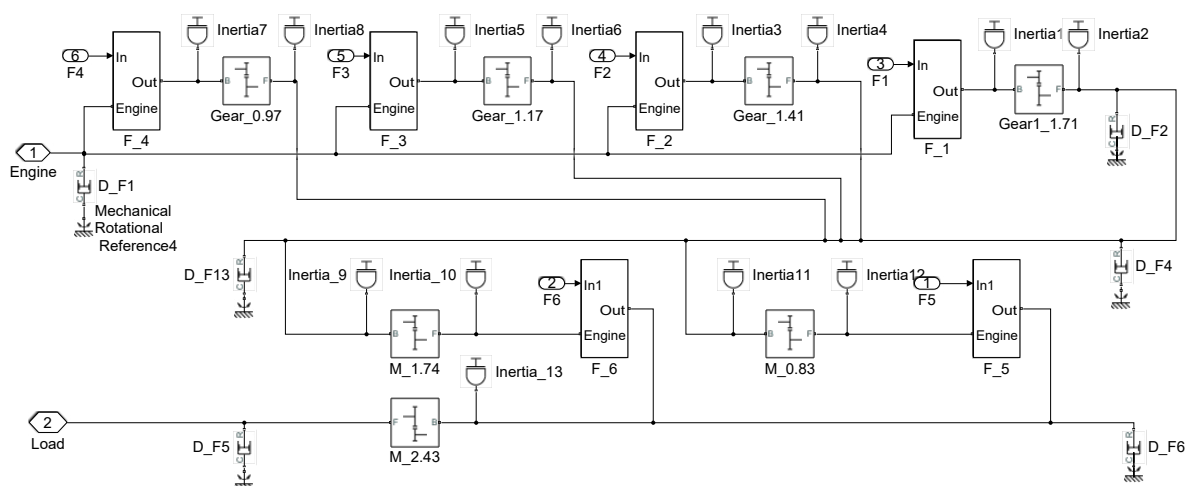 Inertia7
Inertia8
Inertia5
Inertia6
Inertia3
Inertia4
Inertia1
Inertia2
6
F4
In
Out
Engine
F_4
B
F
Gear_0.97
5
F3
In
Out
Engine
F_3
B
F
Gear_1.17
4
F2
In
Out
Engine
F_2
B
F
Gear_1.41
3
F1
In
Out
Engine
F_1
B
F
Gear1_1.71
R
C
D_F2
1
Engine
R
C
D_F1
Mechanical
Rotational
Reference4
R
C
D_F13
Inertia_9
Inertia_10
2
F6
In1
Out
Engine
F_6
B
F
M_1.74
Inertia11
Inertia12
1
F5
In1
Out
Engine
F_5
B
F
M_0.83
R
C
D_F4
Inertia_13
2
Load
R
C
D_F5
F
B
M_2.43
R
C
D_F6